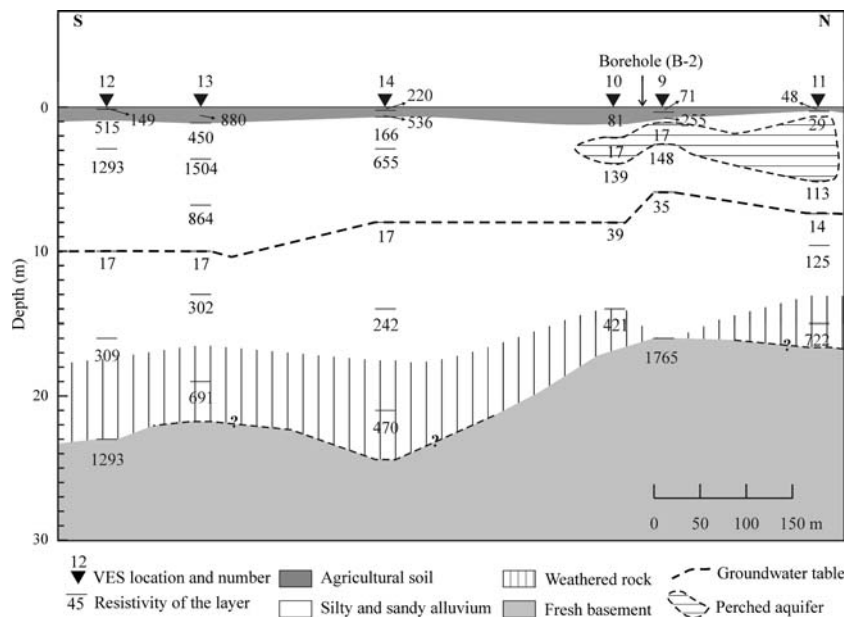 S N
Borehole (B-2)
12 13 14 10 9 11
220 71 48
0
515 149 450 880 166 536 81 255 17 29
1293 1504 655 17 148
139 113
864
35
17 39 14
10 17 17 125
302
242 421
309 1765 722
691
20 470
? ? ?
1293
30
Depth (m)
0 50 100 150 m
12
VES location and number Agricultural soil Weathered rock Groundwater table
45 Resistivity of the layer Silty and sandy alluvium Fresh basement Perched aquifer